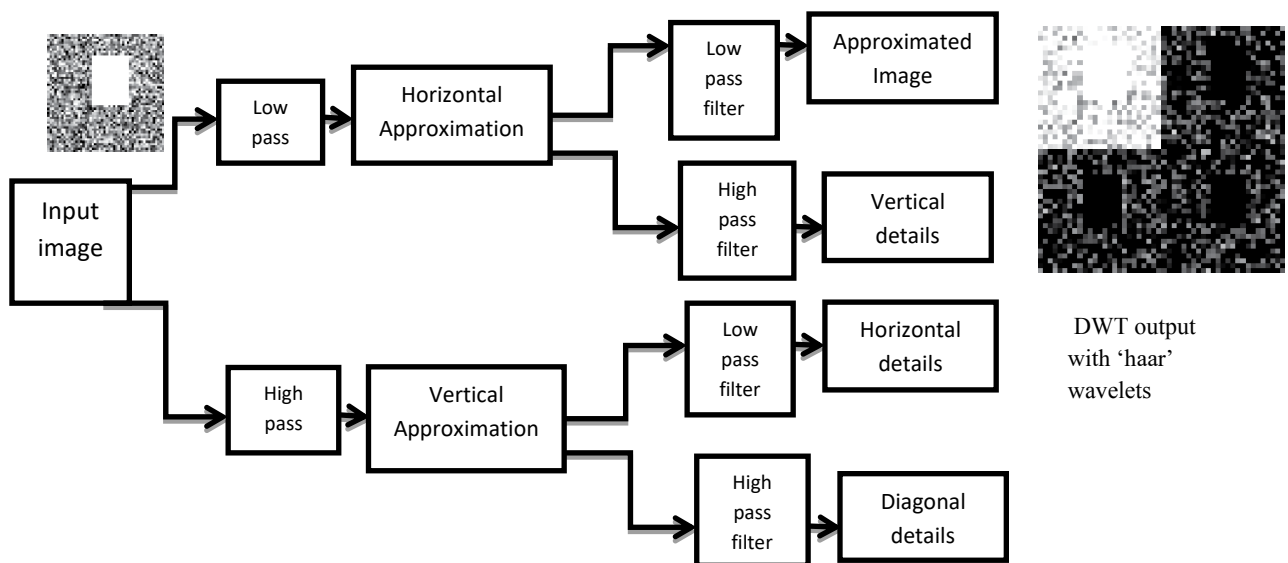 Input
image
Low
pass
Horizontal
Approximation
Low
pass
filter
Approximated
Image
High
pass
filter
Vertical
details
High
pass
Vertical
Approximation
Low
pass
filter
Horizontal
details
High
pass
filter
Diagonal
details
DWT output
with ‘haar’
wavelets